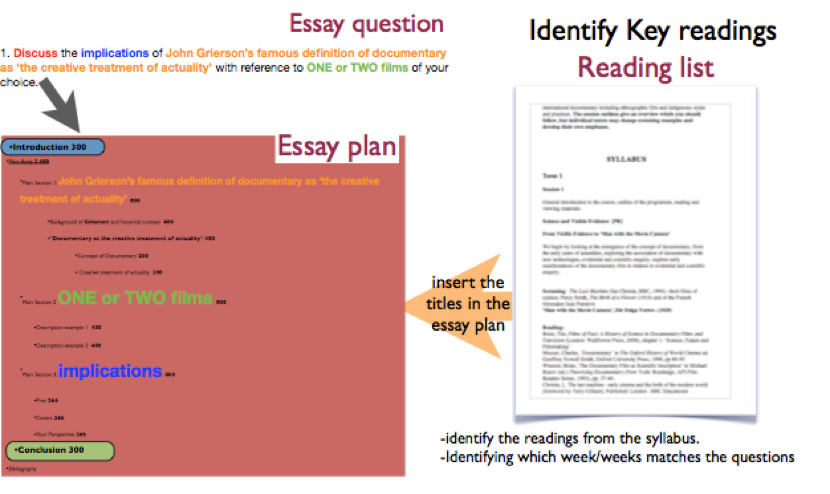 Essay question
1. Discuss the implications of John Grierson's famous definition of documentary
as 'the creative treatment of actuality' with reference to ONE or TWO films of your
choice.
Essay plan
•Introduction 300
•Main Body 2,400
•Main Section 1 John Grierson's famous definition of documentary as 'the creative
treatment of actuality' 800
•Background of Grierson and historical context 400
•"Documentary as the creative treatment of actuality" 400
•Concept of Documentary 200
• Creative treatment of actuality 200
•Main Section 2 ONE or TWO films 800
•Description example 1 400
•Description example 2 400
•Main Section 3 implications 800
•Pros 266
•Contra 266
•Your Perspective 266
•Conclusion 300
•Bibliography
Identify Key readings
Reading list
international documentary including ethnographic film and indigenous styles
and practices. The session outlines give an overview which you should
follow, but individual tutors may change screening examples and
develop their own emphases.
SYLLABUS
Term 1
Session 1
General introduction to the course, outline of the programme, reading and
viewing materials.
Science and Visible Evidence [PK]
From Visible Evidence to 'Man with the Movie Camera'
We begin by looking at the emergence of the concept of documentary, from
the early years of actualities, exploring the association of documentary with
new technologies, evidential and scientific enquiry. explore early
manifestations of the documentary film in relation to evidential and scientific
enquiry.
Screening: The Last Machine (Ian Christie, BBC, 1994); short films of
science: Percy Smith, The Birth of a Flower (1910) and of the French
filmmaker Jean Painlevé.
'Man with the Movie Camera', Dir Dziga Vertov (1929)
Reading:
Boon, Tim, Films of Fact: A History of Science in Documentary Films and
Television (London: Wallflower Press, 2008), chapter 1: 'Science, Nature and
Filmmaking'
Musser, Charles, 'Documentary' in The Oxford History of World Cinema ed.
Geoffrey Nowell Smith, Oxford University Press, 1996, pp 86-95
Winston, Brian, 'The Documentary Film as Scientific Inscription' in Michael
Renov (ed.) Theorizing Documentary (New York: Routledge, AFI Film
Readers Series, 1993), pp. 37-48.
Christie, I., The last machine: early cinema and the birth of the modern world
(foreword by Terry Gilliam). Published: London : BBC Educational
insert the
titles in the
essay plan
-identify the readings from the syllabus.
-Identifying which week/weeks matches the questions